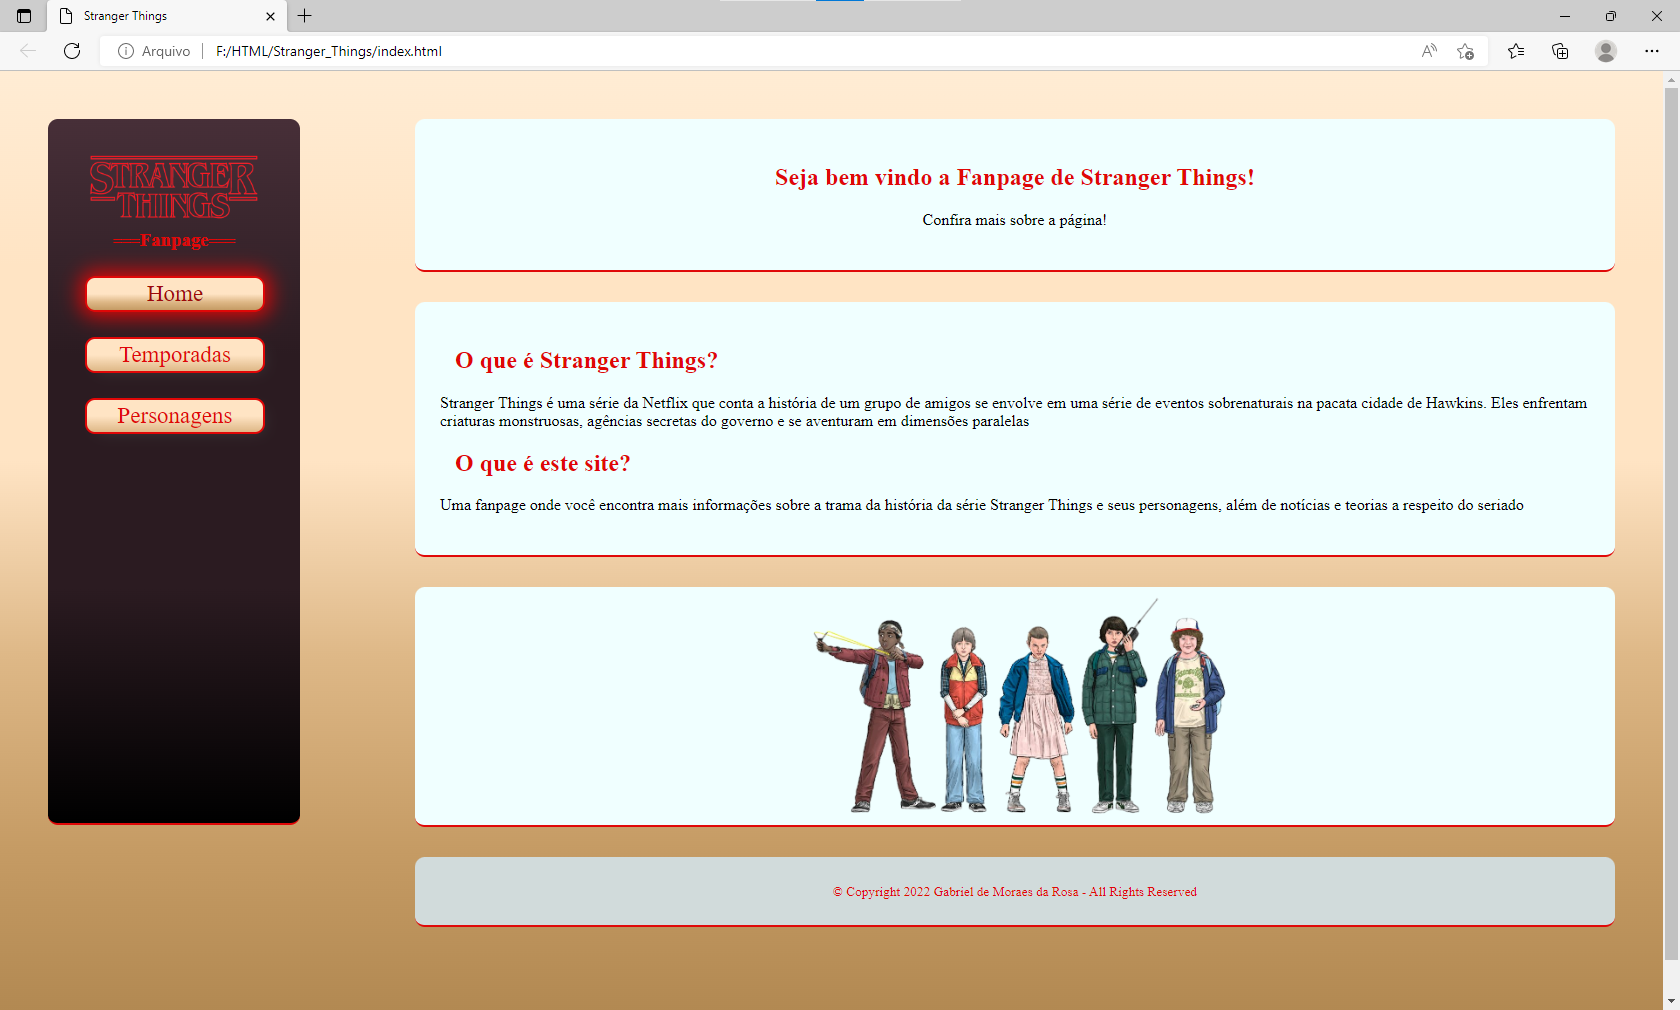 Stranger Things
Arquivo
F:/HTML/Stranger_Things/index.html
STRANGER
THINGS
Fanpage
Home
Temporadas
Personagens
Seja bem vindo a Fanpage de Stranger Things!
Confira mais sobre a página!
O que é Stranger Things?
Stranger Things é uma série da Netflix que conta a história de um grupo de amigos se envolve em uma série de eventos sobrenaturais na pacata cidade de Hawkins. Eles enfrentam
criaturas monstruosas, agências secretas do governo e se aventuram em dimensões paralelas
O que é este site?
Uma fanpage onde você encontra mais informações sobre a trama da história da série Stranger Things e seus personagens, além de notícias e teorias a respeito do seriado
© Copyright 2022 Gabriel de Moraes da Rosa - All Rights Reserved